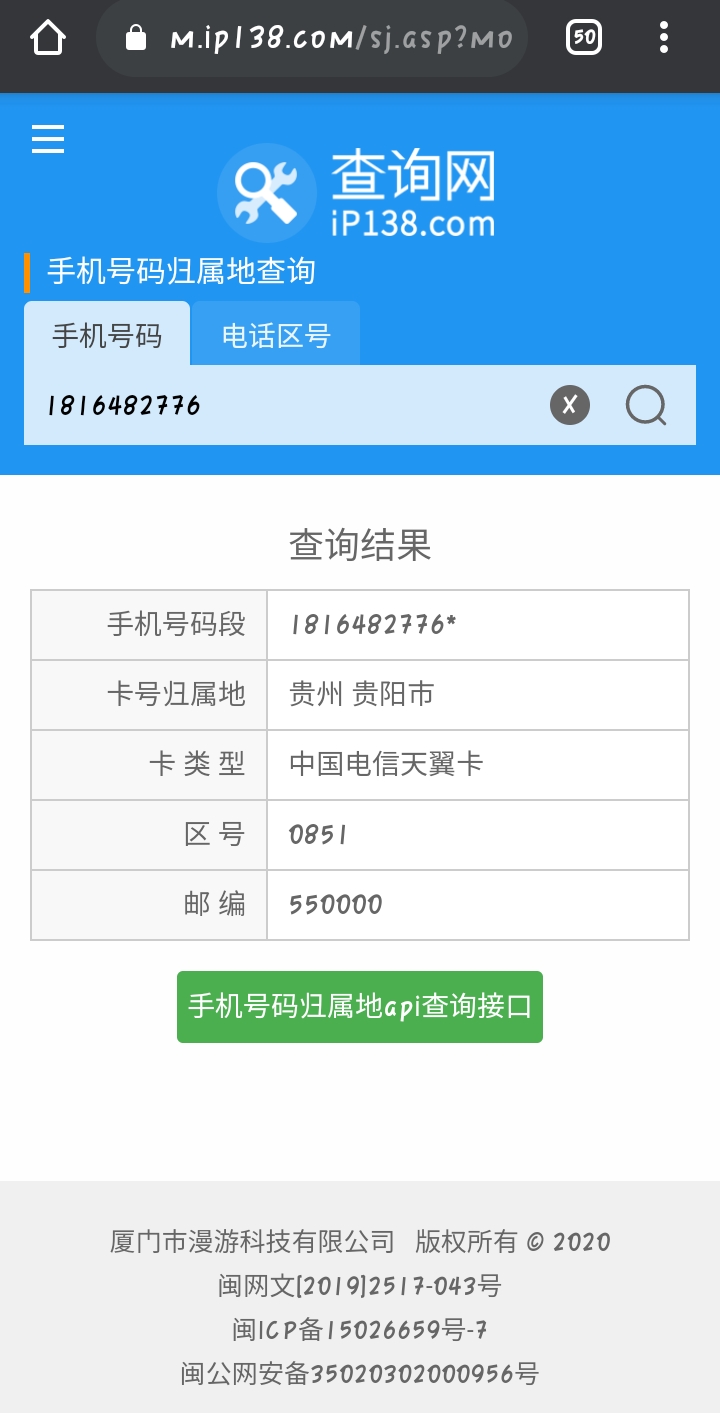 m.ip138.com/sj.asp?mo
50
查询网
iP138.com
手机号码归属地查询
手机号码 电话区号
1816482776
查询结果
手机号码段 1816482776*
卡号归属地 贵州 贵阳市
卡 类 型 中国电信天翼卡
区 号 0851
邮 编 550000
手机号码归属地api查询接口
厦门市漫游科技有限公司 版权所有 © 2020
闽网文[2019]2517-043号
闽ICP备15026659号-7
闽公网安备35020302000956号